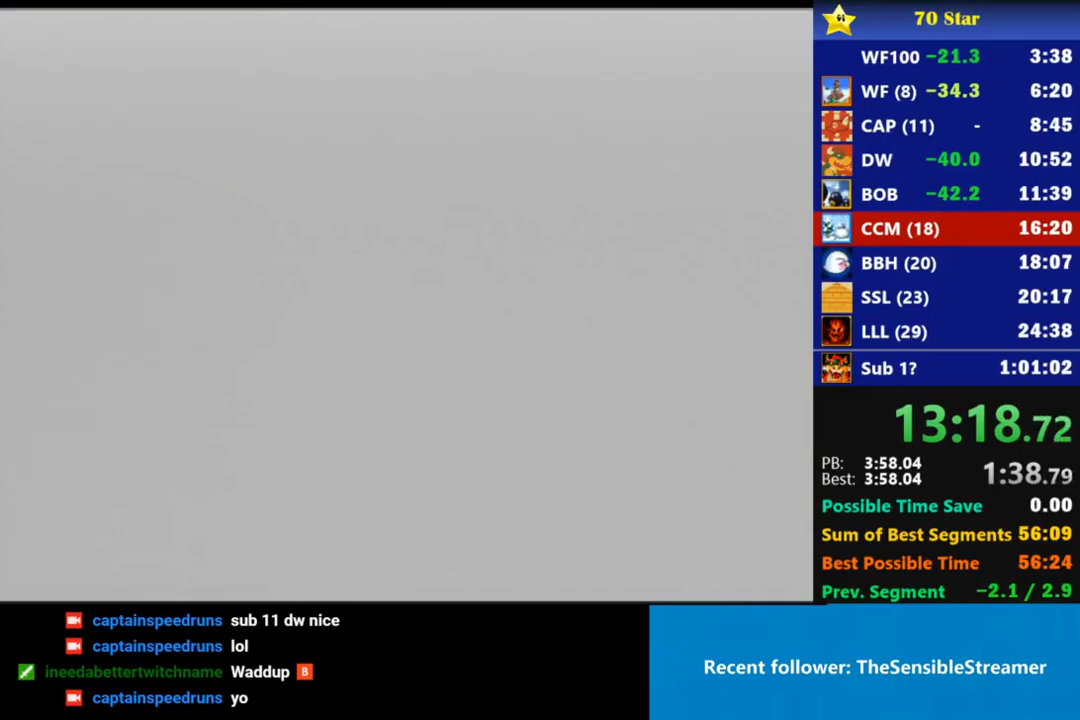 70 Star
WF100 -21.3 3:38
WF (8) -34.3 6:20
CAP (11) - 8:45
DW -40.0 10:52
BOB -42.2 11:39
CCM (18) 16:20
BBH (20) 18:07
SSL (23) 20:17
LLL (29) 24:38
Sub 1? 1:01:02
13:18.72
PB: 3:58.04
Best: 3:58.04
1:38.79
Possible Time Save 0.00
Sum of Best Segments 56:09
Best Possible Time 56:24
Prev. Segment -2.1 / 2.9
captainspeedruns sub 11 dw nice
captainspeedruns lol
ineedabettertwitchname Waddup B
captainspeedruns yo
Recent follower: TheSensibleStreamer